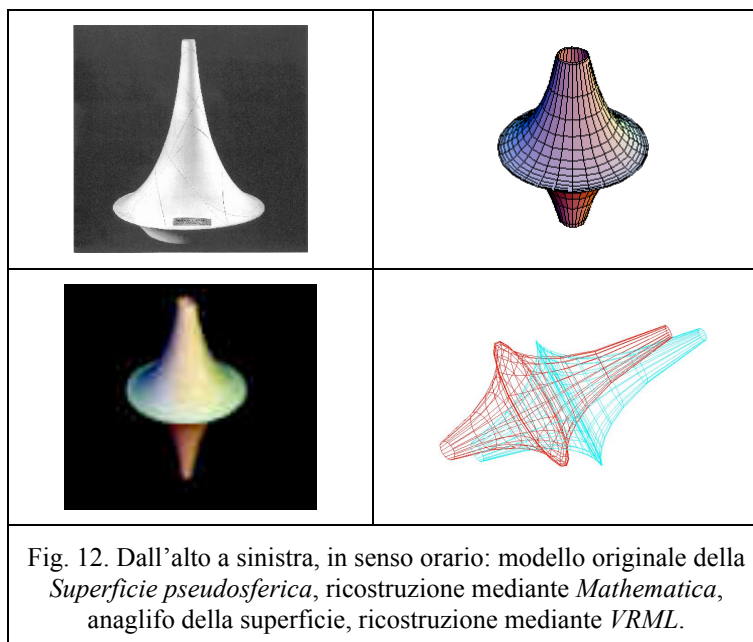 Fig. 12. Dall’alto a sinistra, in senso orario: modello originale della
Superficie pseudosferica, ricostruzione mediante Mathematica,
anaglifo della superficie, ricostruzione mediante VRML.